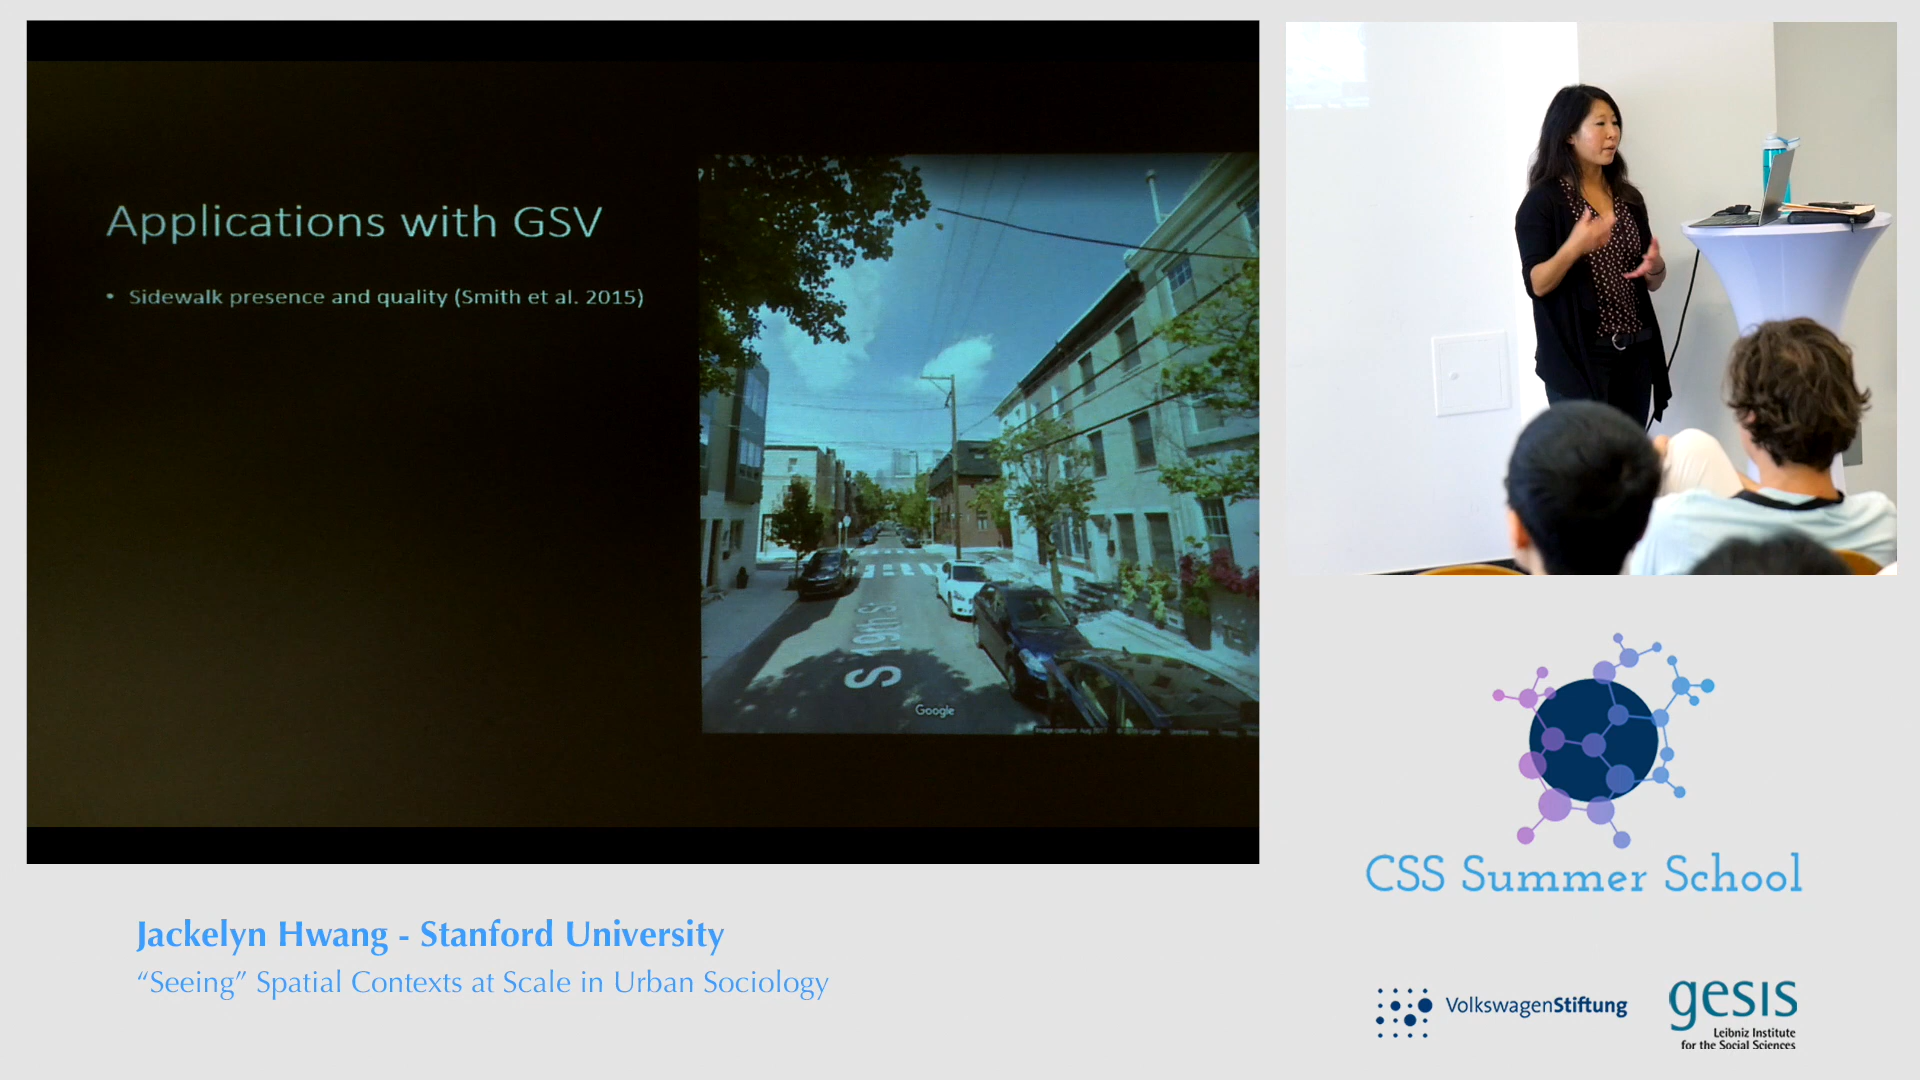 Applications with GSV
• Sidewalk presence and quality (Smith et al. 2015)
S 19th S
Google
Jackelyn Hwang - Stanford University
“Seeing” Spatial Contexts at Scale in Urban Sociology
CSS Summer School
VolkswagenStiftung
gesis
Leibniz Institute
for the Social Sciences